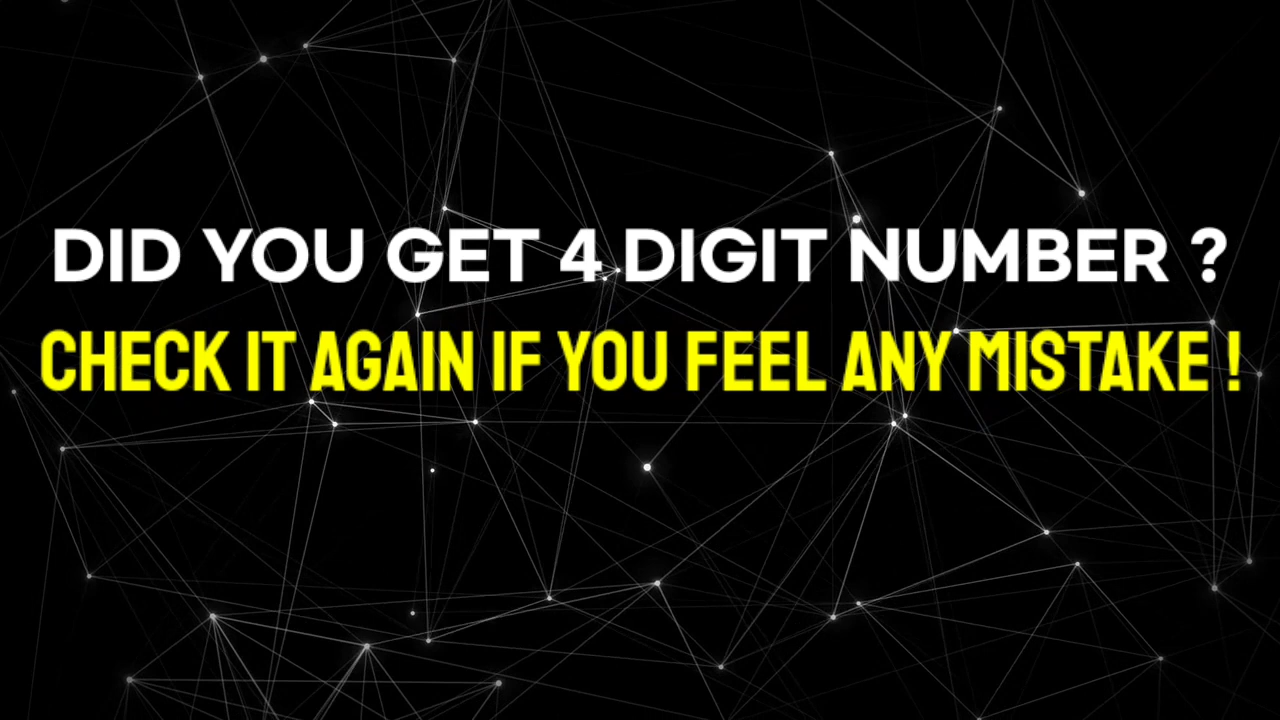 DID YOU GET 4 DIGIT NUMBER ?
CHECK IT AGAIN IF YOU FEEL ANY MISTAKE !